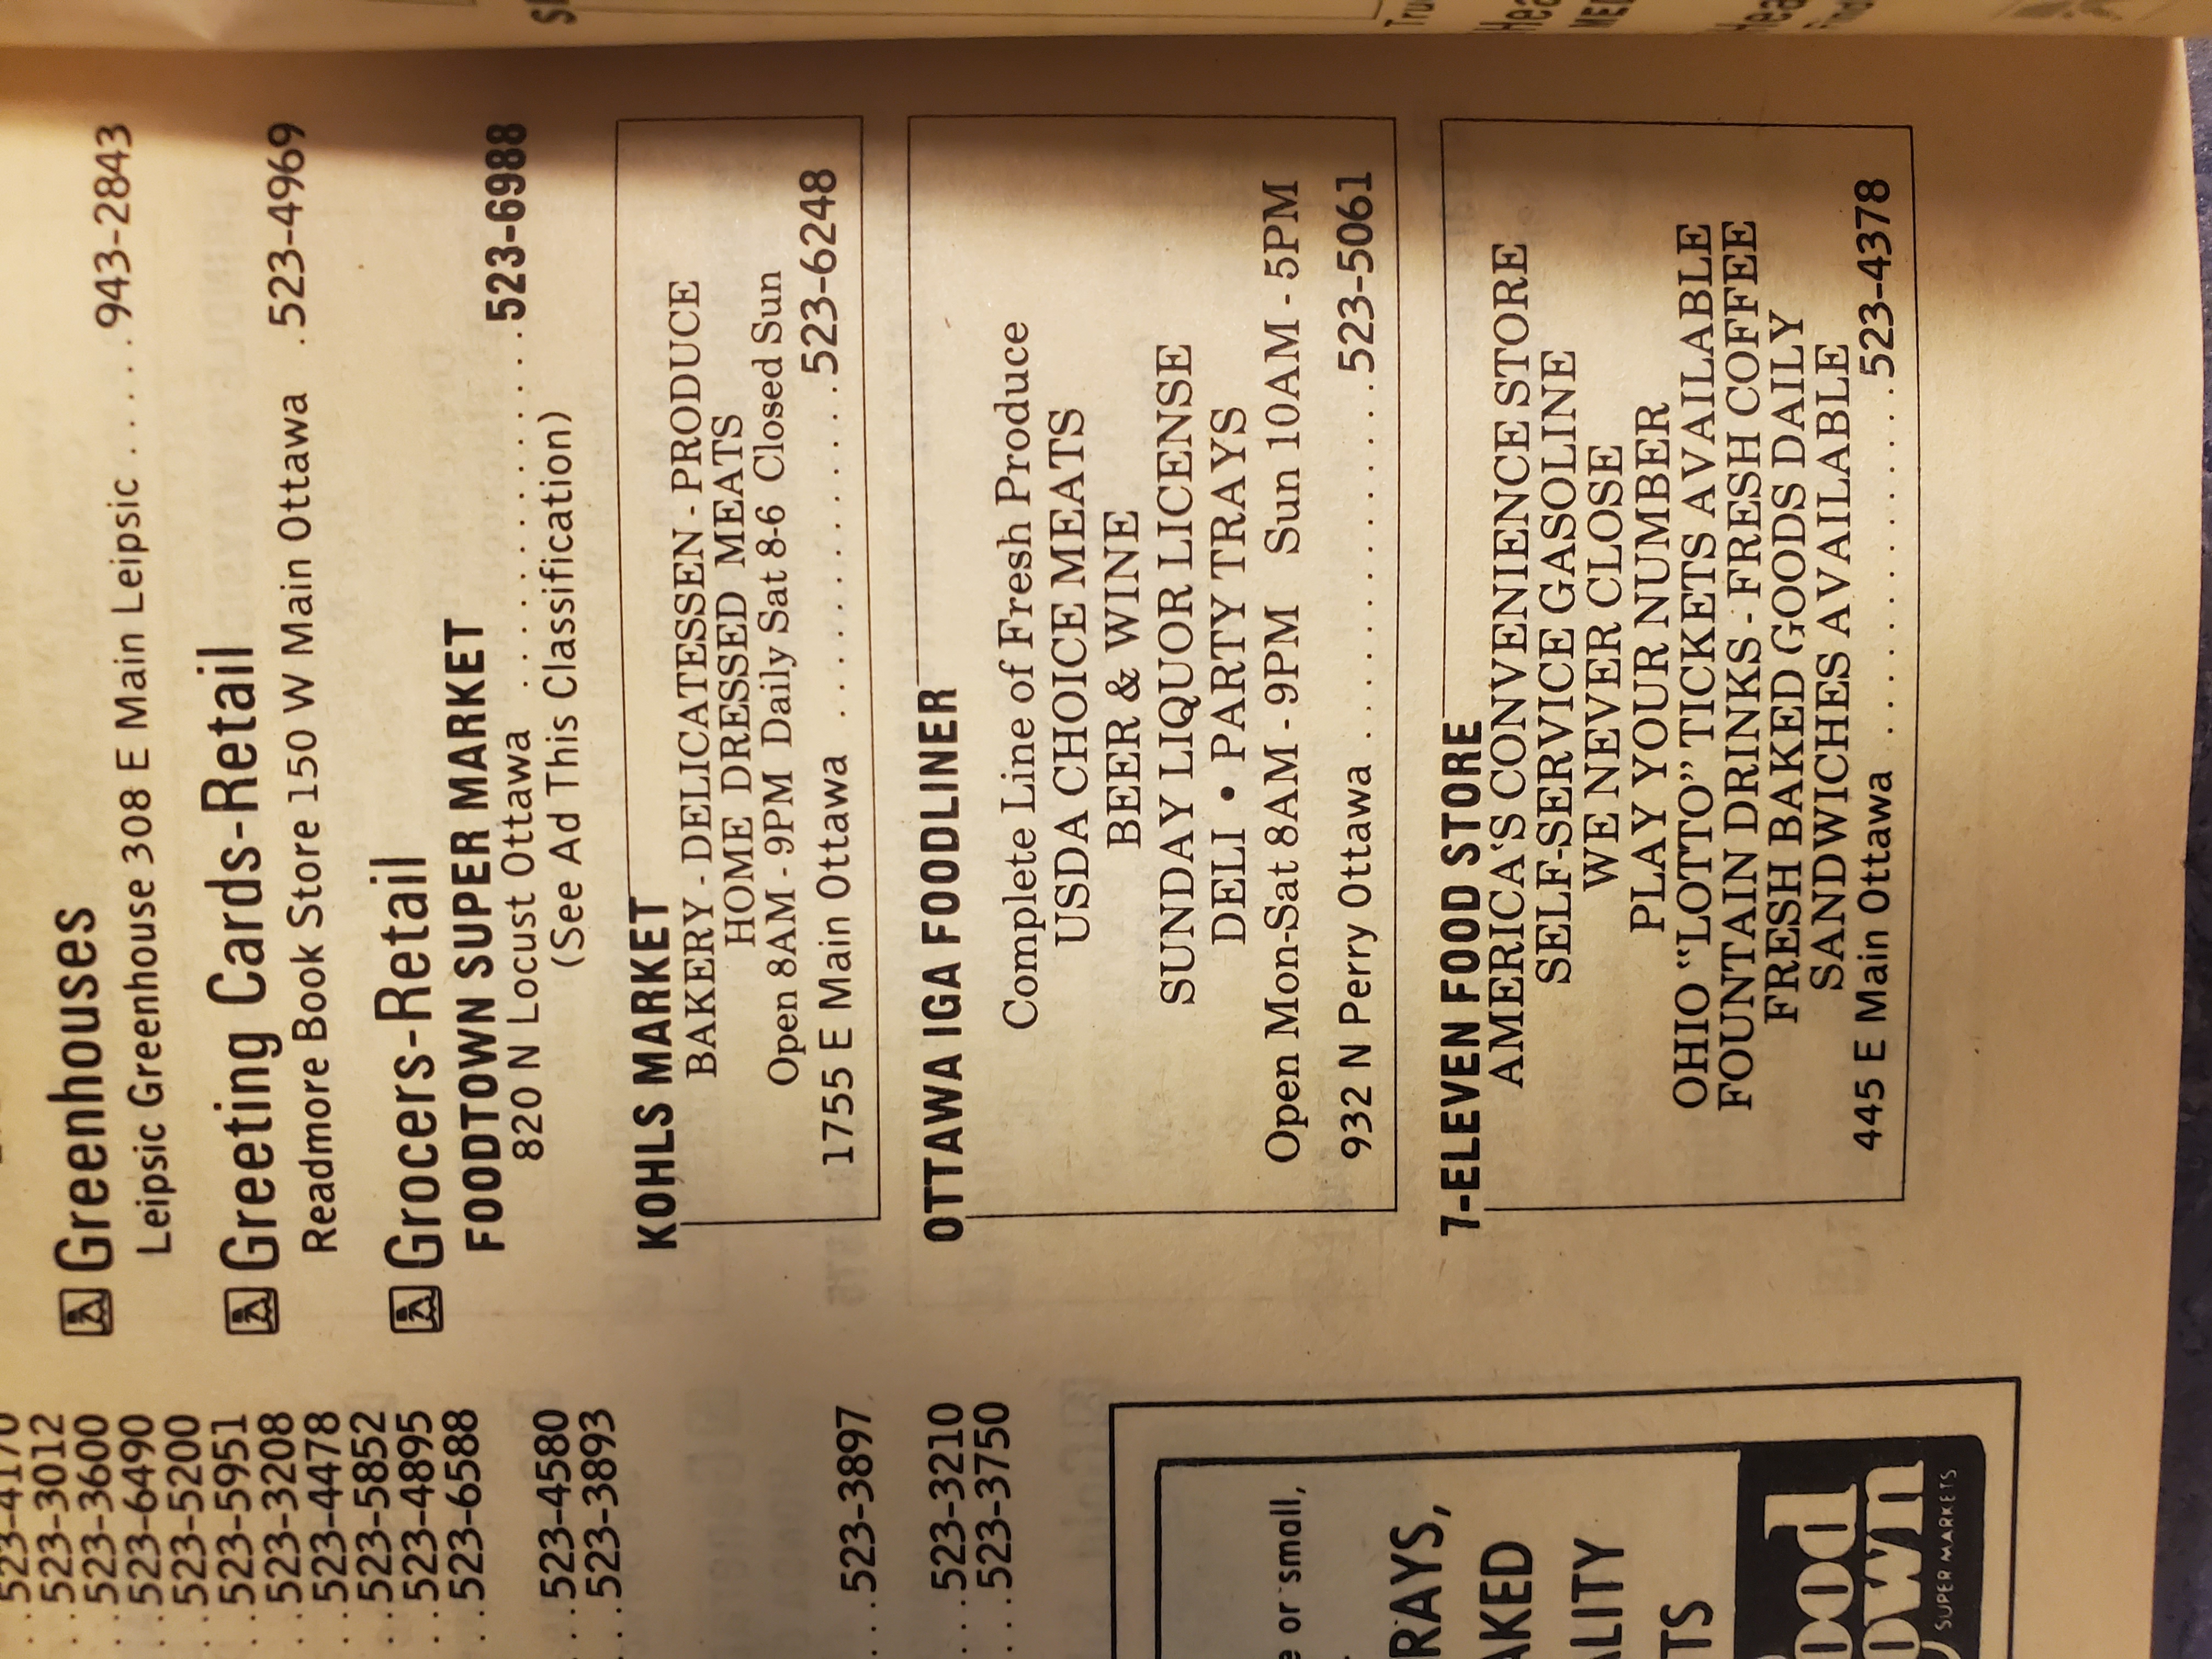 523-3012
523-3600
523-6490
523-5200
523-5951
523-3208
523-4478
523-5852
523-4895
523-6588
523-4580
523-3893
523-3897
523-3210
523-3750
e or small,
RAYS,
AKED
ALITY
TS
ood
own
SUPER MARKETS
Greenhouses
Leipsic Greenhouse 308 E Main Leipsic ....943-2843
Greeting Cards-Retail
Readmore Book Store 150 W Main Ottawa .523-4969
Grocers-Retail
FOODTOWN SUPER MARKET
820 N Locust Ottawa ..............523-6988
(See Ad This Classification)
KOHLS MARKET
BAKERY - DELICATESSEN - PRODUCE
HOME DRESSED MEATS
Open 8AM - 9PM Daily Sat 8-6 Closed Sun
1755 E Main Ottawa ............523-6248
OTTAWA IGA FOODLINER
Complete Line of Fresh Produce
USDA CHOICE MEATS
BEER & WINE
SUNDAY LIQUOR LICENSE
DELI • PARTY TRAYS
Open Mon-Sat 8AM - 9PM Sun 10AM - 5PM
932 N Perry Ottawa ............523-5061
7-ELEVEN FOOD STORE
AMERICA'S CONVENIENCE STORE
SELF-SERVICE GASOLINE
WE NEVER CLOSE
PLAY YOUR NUMBER
OHIO "LOTTO" TICKETS AVAILABLE
FOUNTAIN DRINKS - FRESH COFFEE
FRESH BAKED GOODS DAILY
SANDWICHES AVAILABLE
445 E Main Ottawa ............523-4378